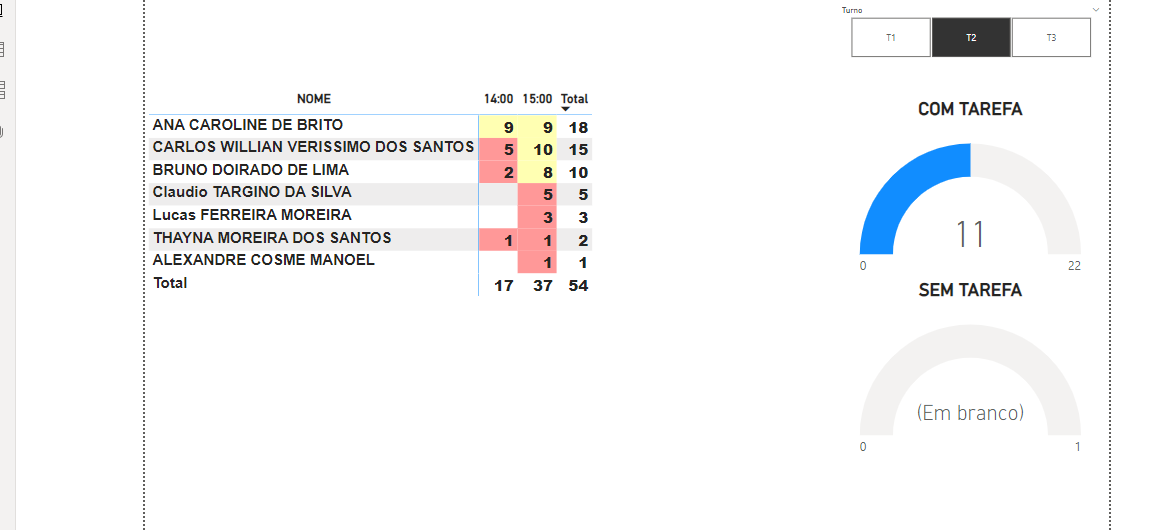 Turno
T1 T2 T3
NOME 14:00 15:00 Total
ANA CAROLINE DE BRITO 9 9 18
CARLOS WILLIAN VERISSIMO DOS SANTOS 5 10 15
BRUNO DOIRADO DE LIMA 2 8 10
Claudio TARGINO DA SILVA 5 5
Lucas FERREIRA MOREIRA 3 3
THAYNA MOREIRA DOS SANTOS 1 1 2
ALEXANDRE COSME MANOEL 1 1
Total 17 37 54
COM TAREFA
11
0 22
SEM TAREFA
(Em branco)
0 1